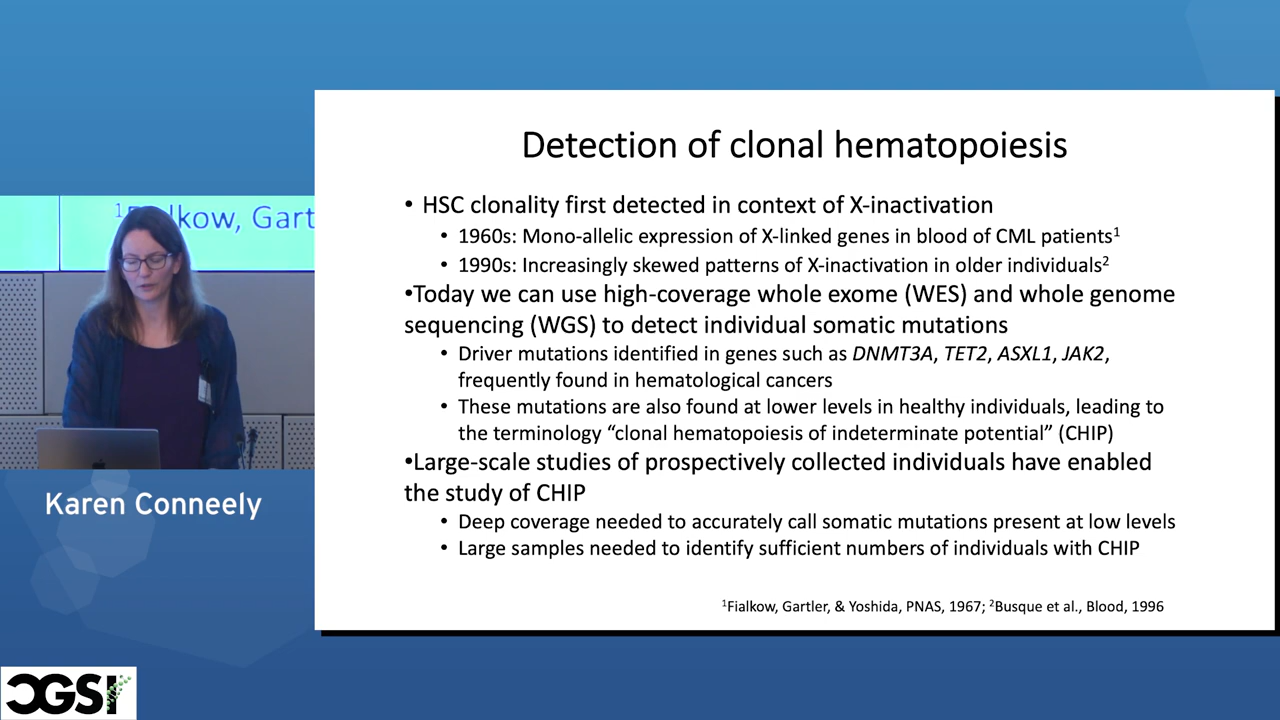 Detection of clonal hematopoiesis
• HSC clonality first detected in context of X-inactivation
• 1960s: Mono-allelic expression of X-linked genes in blood of CML patients1
• 1990s: Increasingly skewed patterns of X-inactivation in older individuals2
•Today we can use high-coverage whole exome (WES) and whole genome
sequencing (WGS) to detect individual somatic mutations
• Driver mutations identified in genes such as DNMT3A, TET2, ASXL1, JAK2,
frequently found in hematological cancers
• These mutations are also found at lower levels in healthy individuals, leading to
the terminology “clonal hematopoiesis of indeterminate potential” (CHIP)
•Large-scale studies of prospectively collected individuals have enabled
the study of CHIP
• Deep coverage needed to accurately call somatic mutations present at low levels
• Large samples needed to identify sufficient numbers of individuals with CHIP
1Fialkow, Gartler, & Yoshida, PNAS, 1967; 2Busque et al., Blood, 1996
Karen Conneely
CGSI